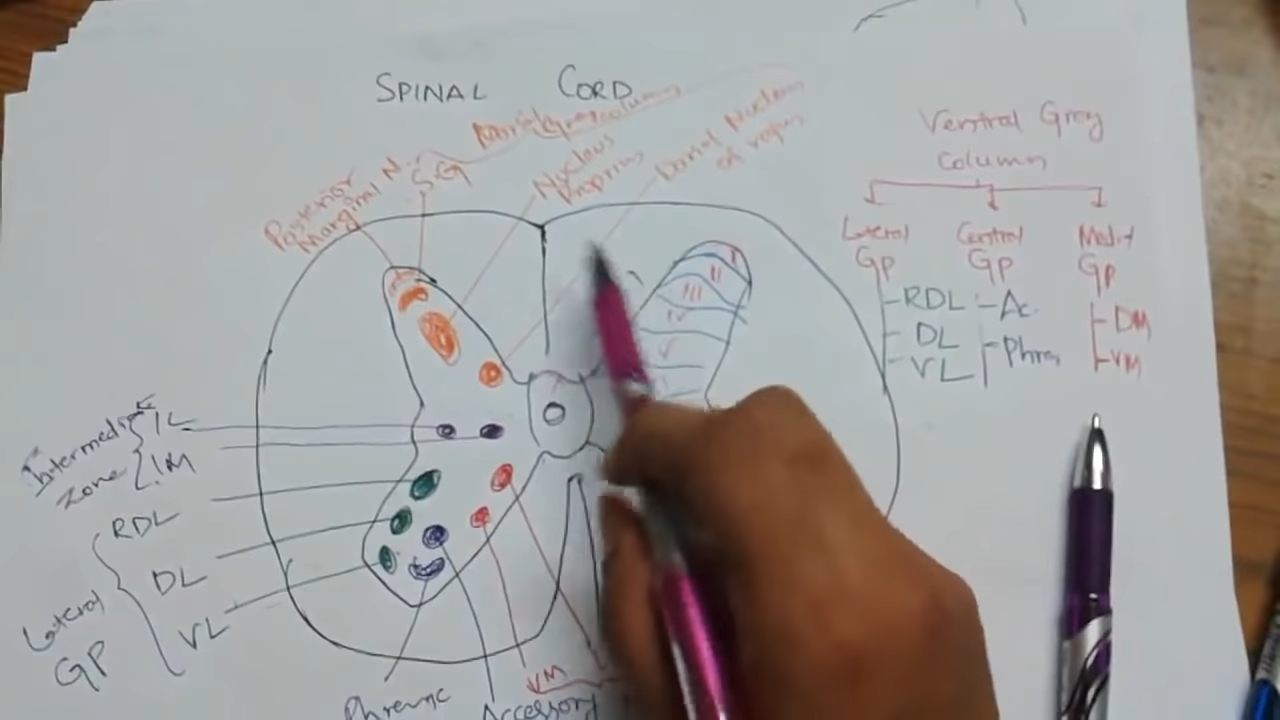 SPINAL CORD
Posterior
Marginal N.
S.G
Nucleus
Proprius
Dorsal Nucleus
of vagus
I
II
III
IV
V
Intermediate
zone
IL
IM
RDL
DL
VL
Lateral
GP
Phrenic
Accessory
VM
Ventral Grey
Column
Lateral
GP
Central
GP
Medial
GP
RDL
DL
VL
Ac.
Phre
DM
VM